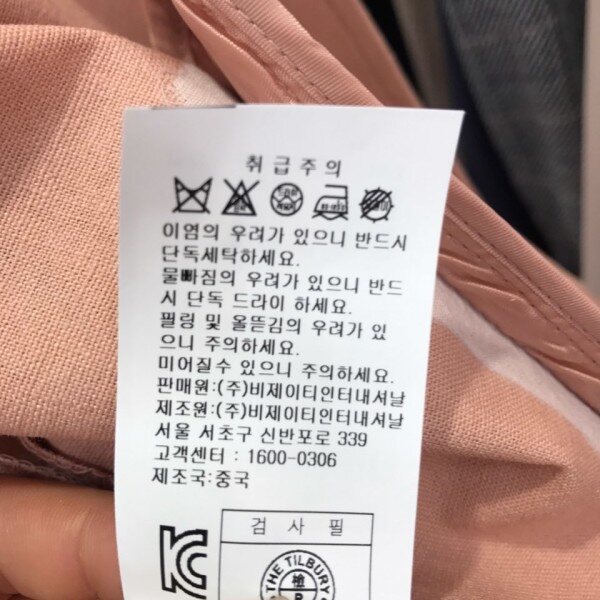 취급주의
이염의 우려가 있으니 반드시
단독세탁하세요.
물빠짐의 우려가 있으니 반드
시 단독 드라이 하세요.
필링 및 올뜯김의 우려가 있
으니 주의하세요.
미어질수 있으니 주의하세요.
판매원:(주)비제이티인터내셔날
제조원:(주)비제이티인터내셔날
서울 서초구 신반포로 339
고객센터 : 1600-0306
제조국:중국
검 사 필
THE TILBURY
檢